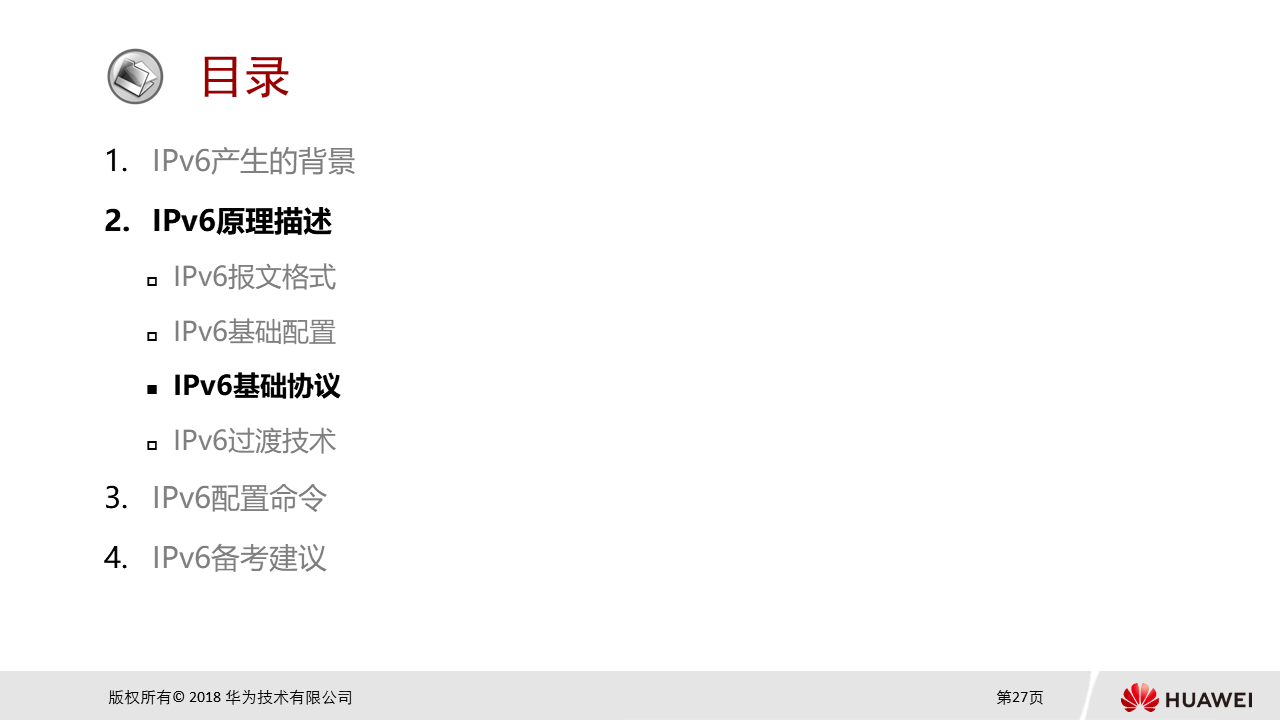 目录
1. IPv6产生的背景
2. IPv6原理描述
IPv6报文格式
IPv6基础配置
IPv6基础协议
IPv6过渡技术
3. IPv6配置命令
4. IPv6备考建议
版权所有© 2018 华为技术有限公司
第27页
HUAWEI